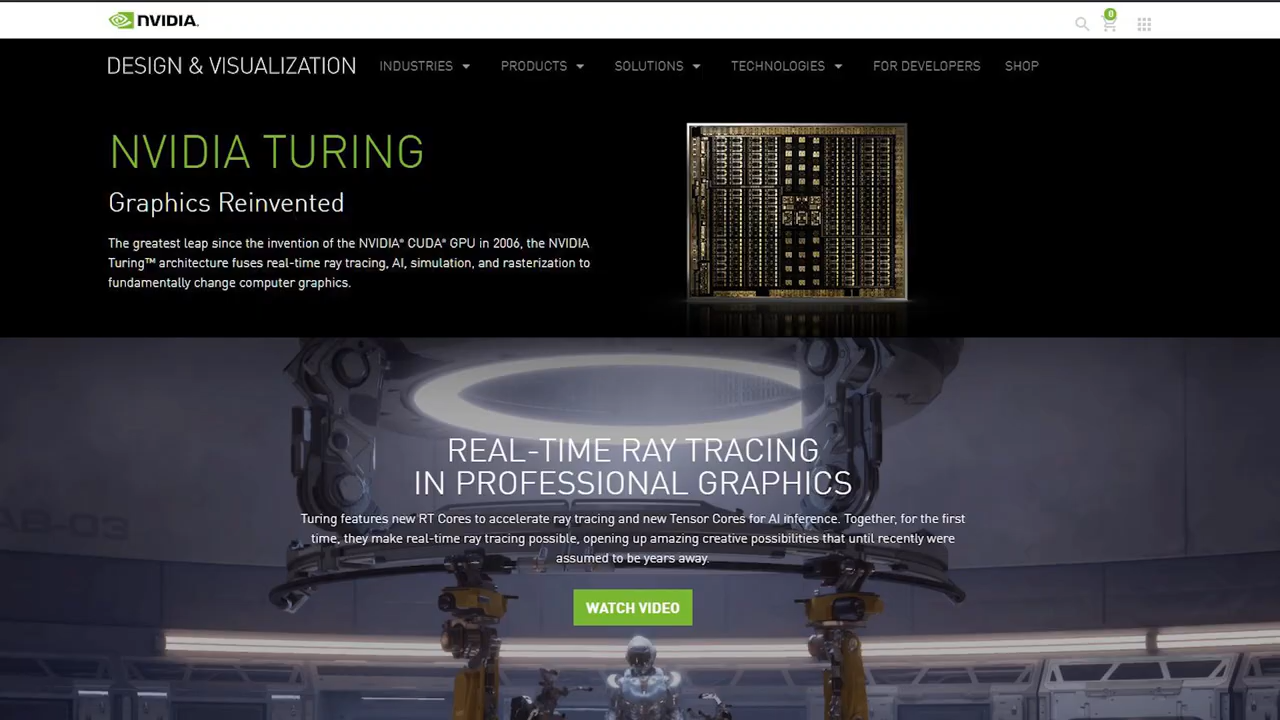 NVIDIA.
0
DESIGN & VISUALIZATION INDUSTRIES PRODUCTS SOLUTIONS TECHNOLOGIES FOR DEVELOPERS SHOP
NVIDIA TURING
Graphics Reinvented
The greatest leap since the invention of the NVIDIA® CUDA® GPU in 2006, the NVIDIA
Turing™ architecture fuses real-time ray tracing, AI, simulation, and rasterization to
fundamentally change computer graphics.
REAL-TIME RAY TRACING
IN PROFESSIONAL GRAPHICS
Turing features new RT Cores to accelerate ray tracing and new Tensor Cores for AI inference. Together, for the first
time, they make real-time ray tracing possible, opening up amazing creative possibilities that until recently were
assumed to be years away.
AB-03
WATCH VIDEO